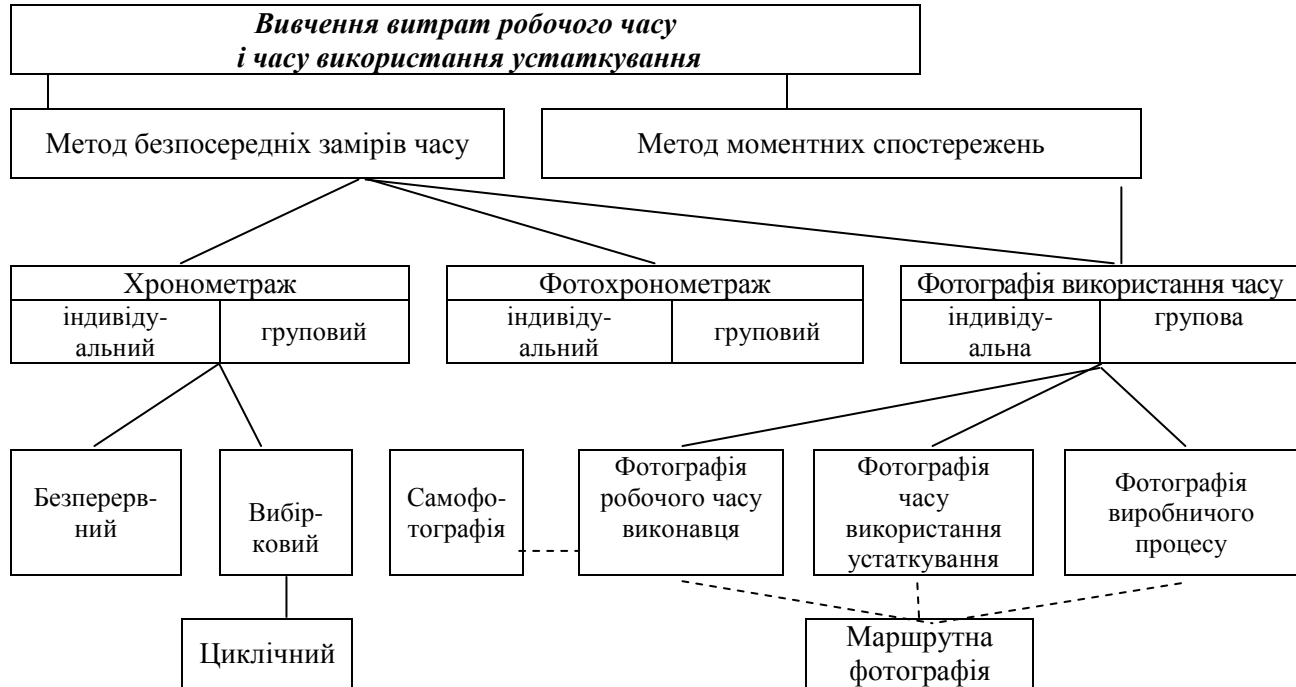 Вивчення витрат робочого часу
і часу використання устаткування
Метод безпосередніх замірів часу
Метод моментних спостережень
Хронометраж
індивіду-
альний
груповий
Фотохронометраж
індивіду-
альний
груповий
Фотографія використання часу
індивіду-
альна
групова
Безперерв-
ний
Вибір-
ковий
Самофо-
тографія
Фотографія
робочого часу
виконавця
Фотографія
часу
використання
устаткування
Фотографія
виробничого
процесу
Циклічний
Маршрутна
фотографія